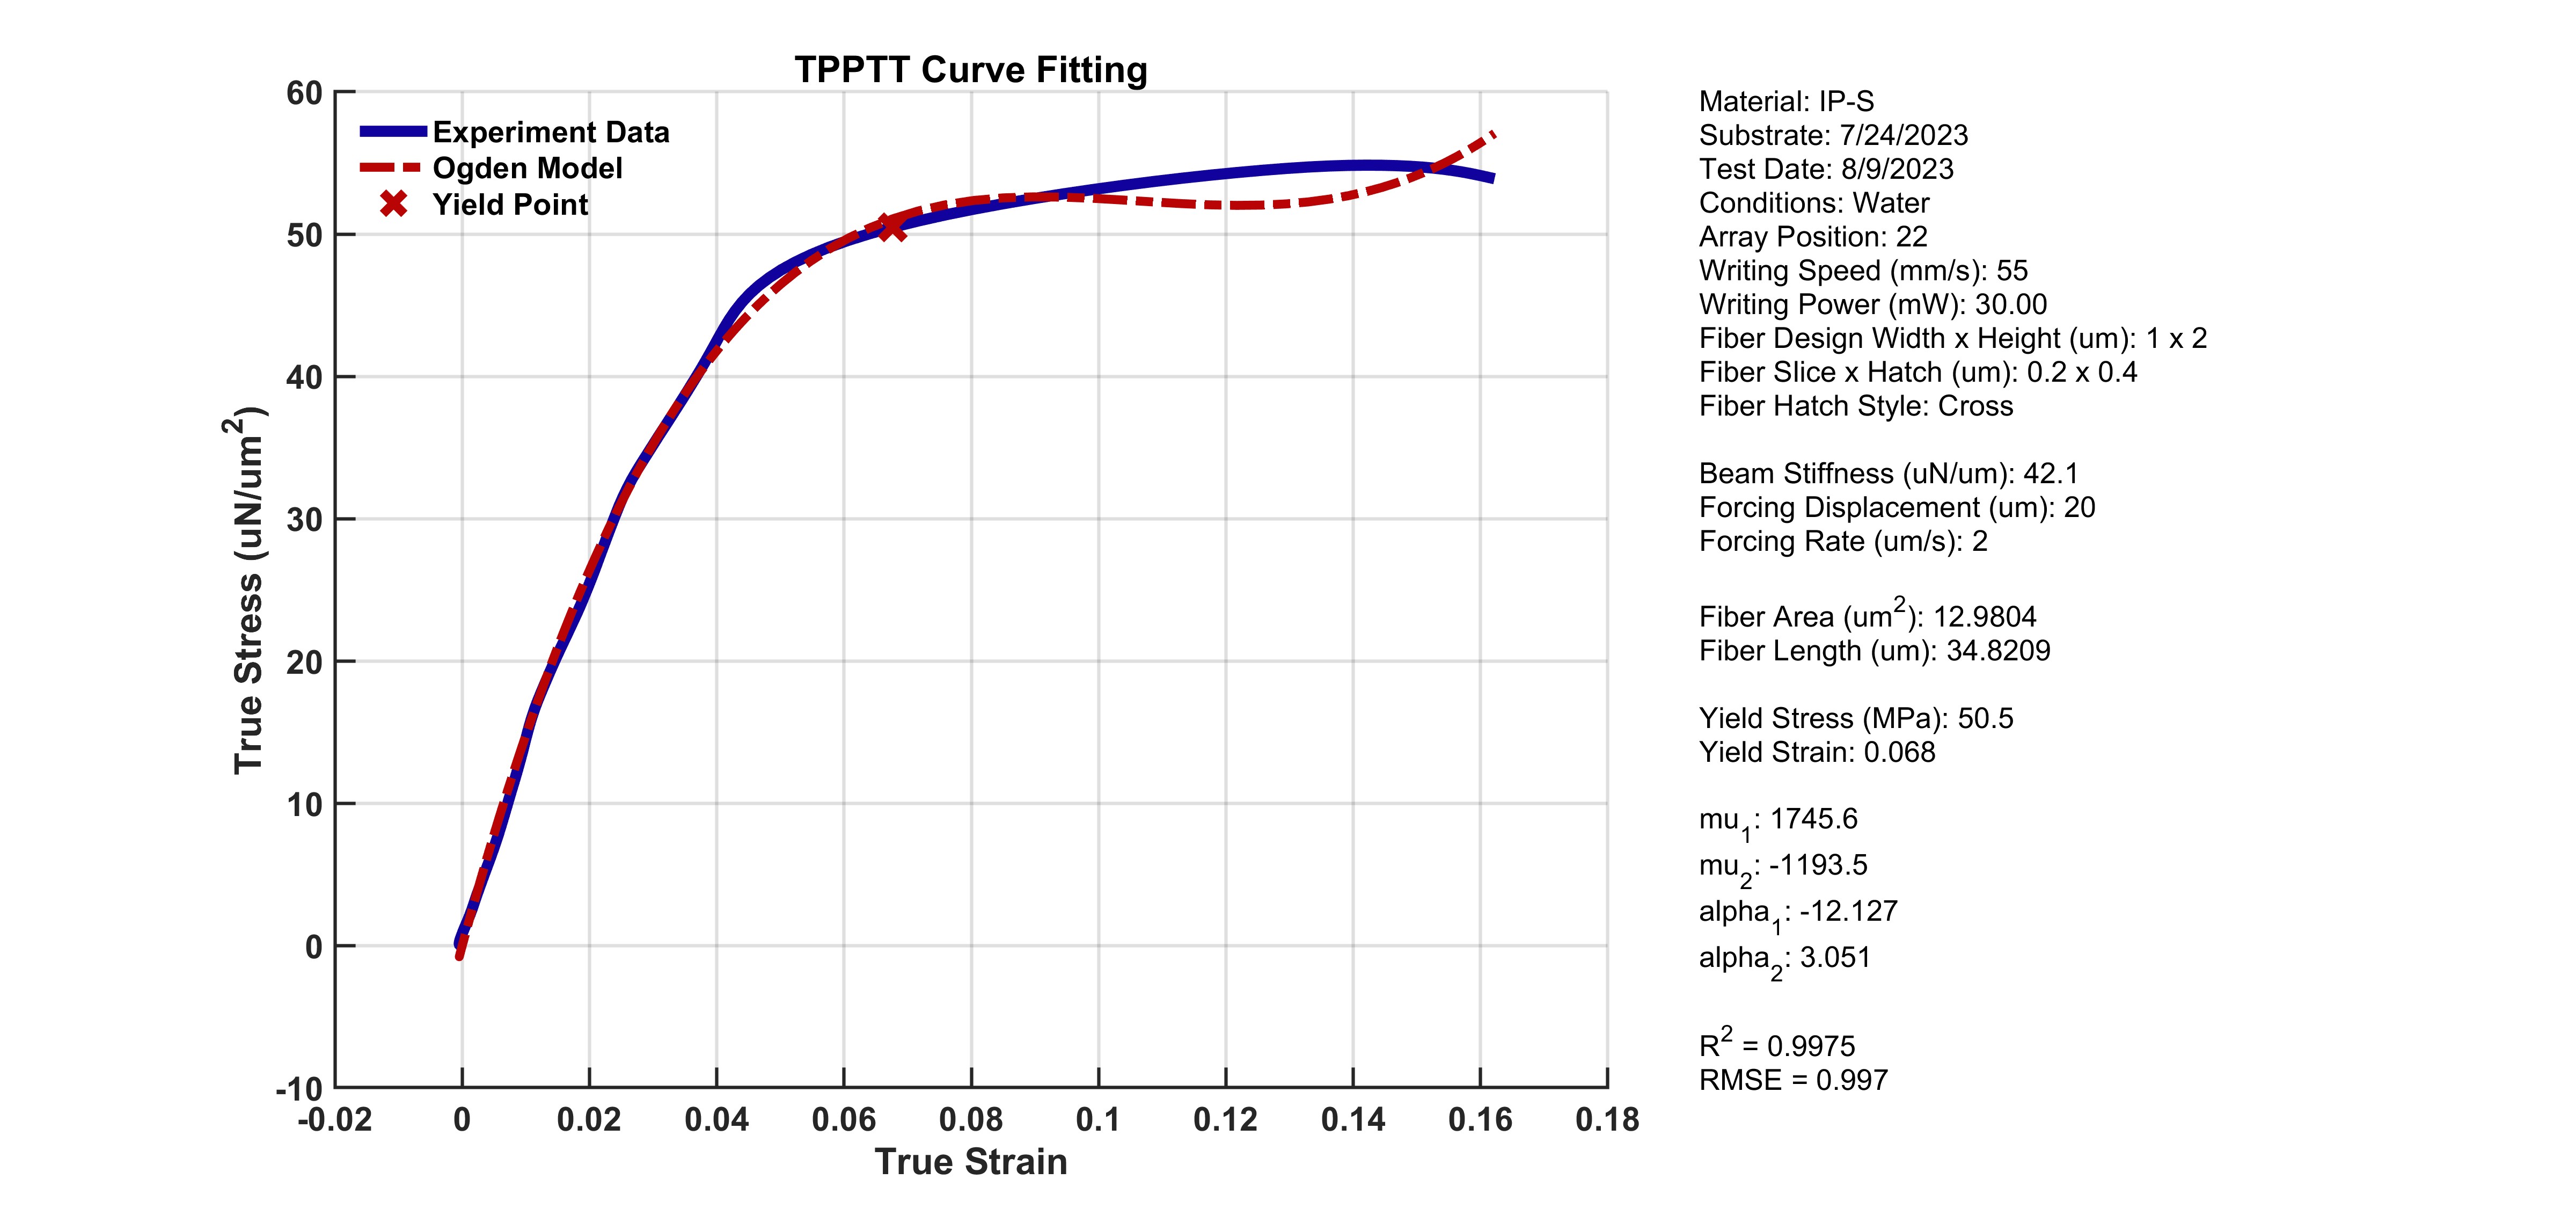 TPPTT Curve Fitting
Experiment Data
Ogden Model
Yield Point
60
50
40
30
20
10
0
-10
True Stress (uN/um²)
-0.02 0 0.02 0.04 0.06 0.08 0.1 0.12 0.14 0.16 0.18
True Strain
Material: IP-S
Substrate: 7/24/2023
Test Date: 8/9/2023
Conditions: Water
Array Position: 22
Writing Speed (mm/s): 55
Writing Power (mW): 30.00
Fiber Design Width x Height (um): 1 x 2
Fiber Slice x Hatch (um): 0.2 x 0.4
Fiber Hatch Style: Cross
Beam Stiffness (uN/um): 42.1
Forcing Displacement (um): 20
Forcing Rate (um/s): 2
Fiber Area (um²): 12.9804
Fiber Length (um): 34.8209
Yield Stress (MPa): 50.5
Yield Strain: 0.068
mu₁: 1745.6
mu₂: -1193.5
alpha₁: -12.127
alpha₂: 3.051
R² = 0.9975
RMSE = 0.997